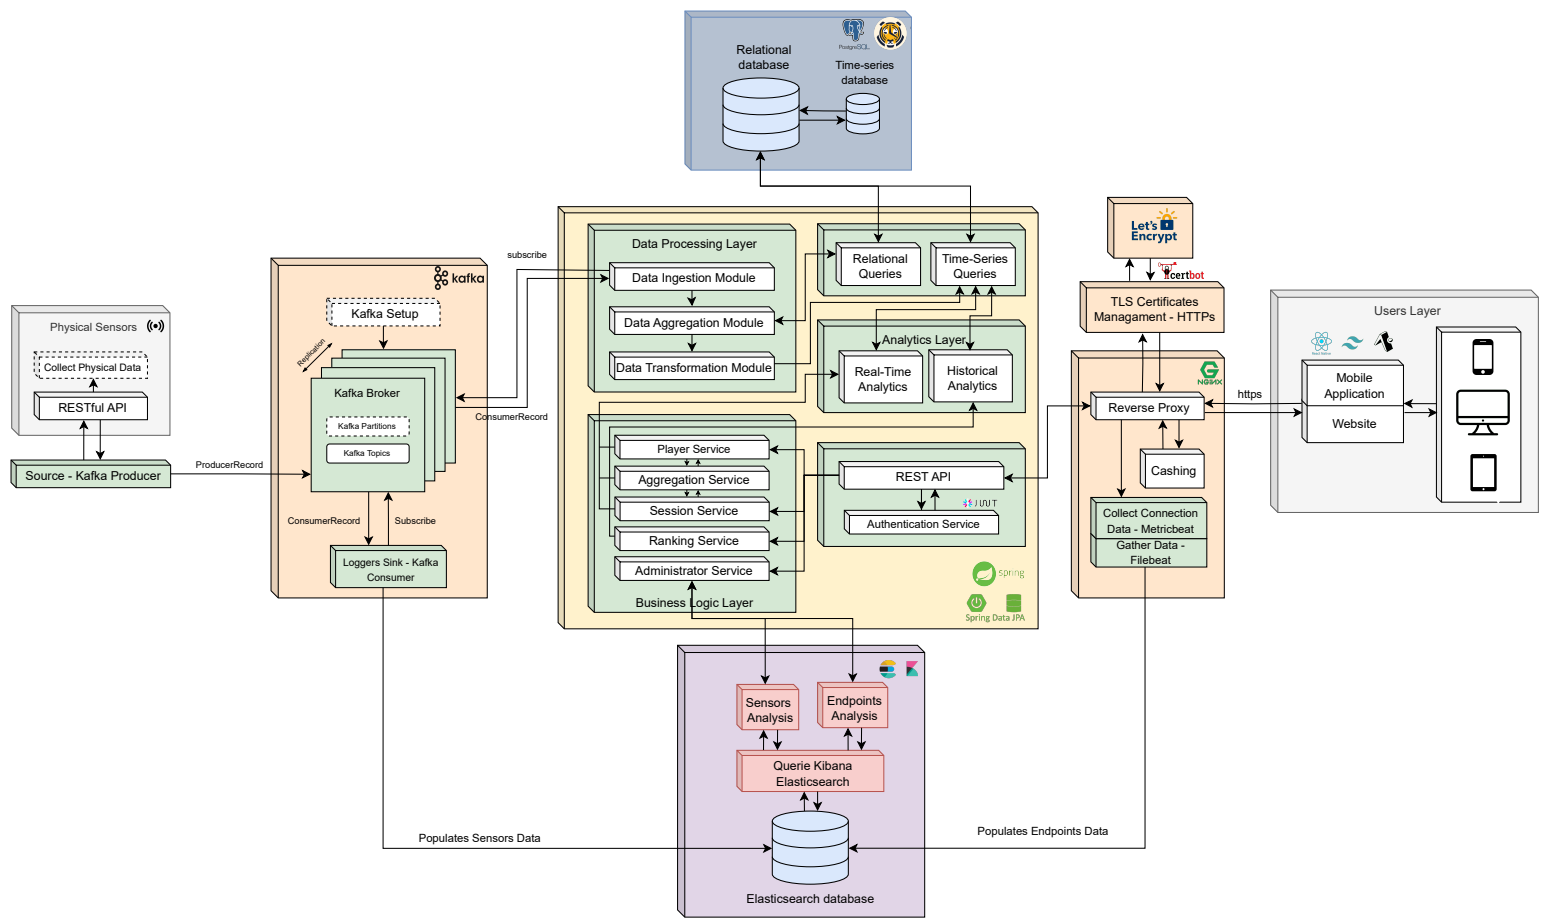 PostgreSQL
Relational
database
Time-series
database
Let's
Encrypt
certbot
TLS Certificates
Managament - HTTPs
Users Layer
React Native
Mobile
Application
Website
https
NGINX
Reverse Proxy
Cashing
Collect Connection
Data - Metricbeat
Gather Data -
Filebeat
Physical Sensors
Collect Physical Data
RESTful API
Source - Kafka Producer
ProducerRecord
kafka
Kafka Setup
Replication
Kafka Broker
Kafka Partitions
Kafka Topics
ConsumerRecord
Subscribe
Loggers Sink - Kafka
Consumer
subscribe
ConsumerRecord
Data Processing Layer
Data Ingestion Module
Data Aggregation Module
Data Transformation Module
Relational
Queries
Time-Series
Queries
Analytics Layer
Real-Time
Analytics
Historical
Analytics
Player Service
Aggregation Service
Session Service
Ranking Service
Administrator Service
Business Logic Layer
REST API
JWT
Authentication Service
spring
Spring Data JPA
Sensors
Analysis
Endpoints
Analysis
Querie Kibana
Elasticsearch
Populates Sensors Data
Populates Endpoints Data
Elasticsearch database